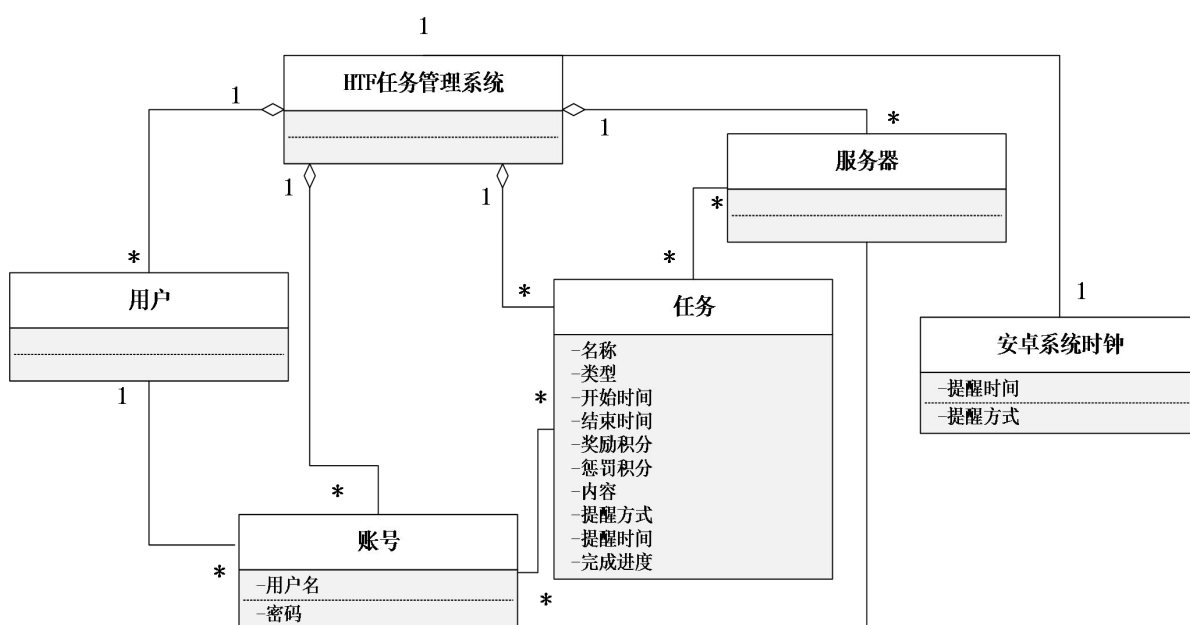 1
HTF任务管理系统
1
1
*
服务器
1
1
*
*
*
*
用户
*
任务
1
安卓系统时钟
-提醒时间
-提醒方式
1
-名称
-类型
-开始时间
-结束时间
-奖励积分
-惩罚积分
-内容
-提醒方式
-提醒时间
-完成进度
*
*
账号
*
*
-用户名
-密码